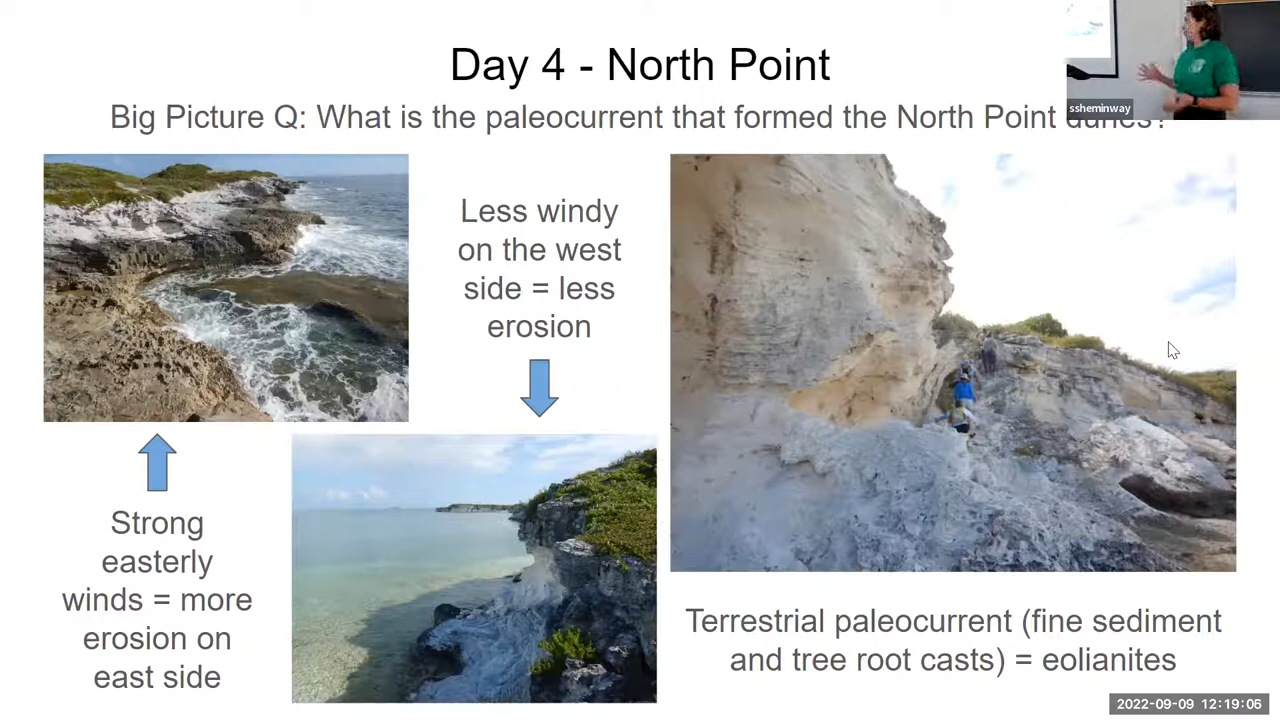 Day 4 - North Point
Big Picture Q: What is the paleocurrent that formed the North Point dunes?
ssheminway
Less windy
on the west
side = less
erosion
Strong
easterly
winds = more
erosion on
east side
Terrestrial paleocurrent (fine sediment
and tree root casts) = eolianites
2022-09-09 12:19:06